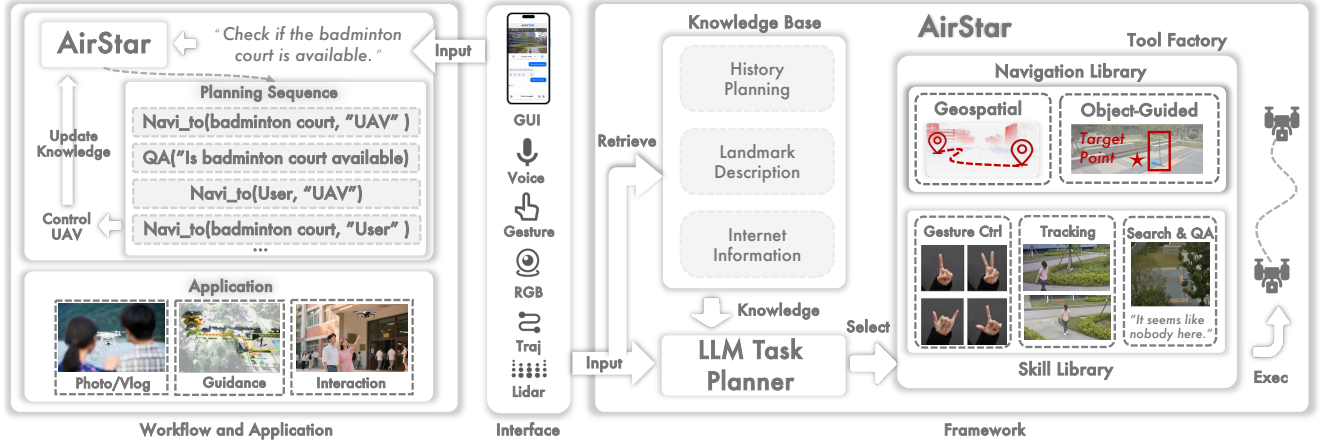 AirStar
"Check if the badminton
court is available."
Input
Planning Sequence
Navi_to(badminton court, "UAV" )
QA("Is badminton court available)
Navi_to(User, "UAV")
Navi_to(badminton court, "User" )
...
Update
Knowledge
Control
UAV
Application
Photo/Vlog
Guidance
Interaction
Workflow and Application
GUI
Voice
Gesture
RGB
Traj
Lidar
Interface
Knowledge Base
History
Planning
Landmark
Description
Internet
Information
Retrieve
Input
Knowledge
LLM Task
Planner
Select
AirStar
Tool Factory
Navigation Library
Geospatial
Object-Guided
Target
Point
Gesture Ctrl
Tracking
Search & QA
"It seems like
nobody here."
Skill Library
Exec
Framework